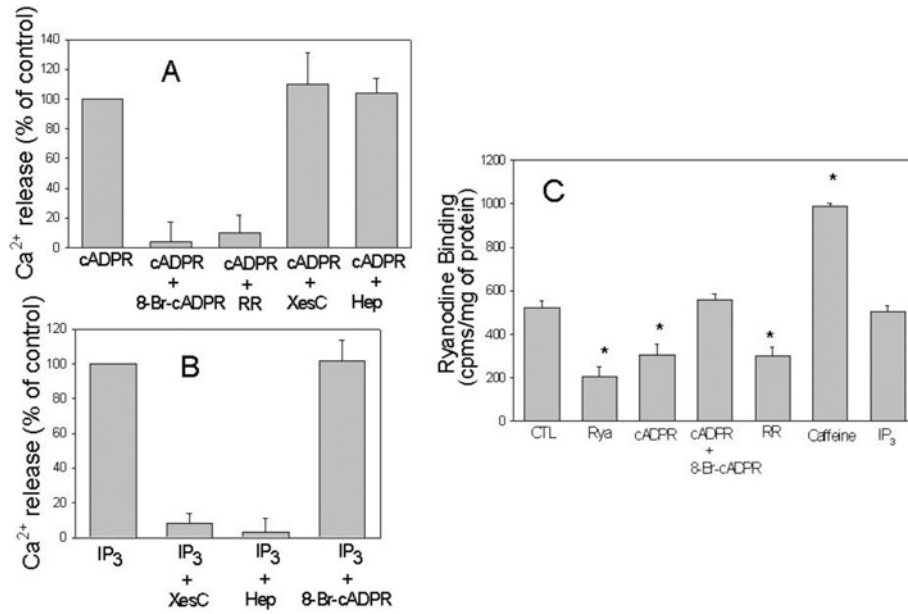 Ca²⁺ release (% of control)
140
120
100
80
60
40
20
0
A
cADPR cADPR cADPR cADPR cADPR
+ + + +
8-Br-cADPR RR XesC Hep
Ca²⁺ release (% of control)
120
100
80
60
40
20
0
B
IP₃ IP₃ IP₃ IP₃
+ + +
XesC Hep 8-Br-cADPR
Ryanodine Binding
(cpms/mg of protein)
1200
1000
800
600
400
200
0
C
* * * *
CTL Rya cADPR cADPR RR Caffeine IP₃
+
8-Br-cADPR